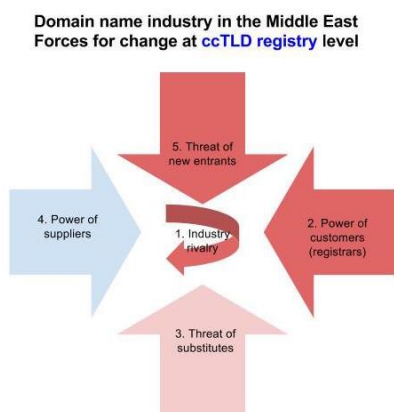 Domain name industry in the Middle East
Forces for change at ccTLD registry level
5. Threat of
new entrants
4. Power of
suppliers
1. Industry
rivalry
2. Power of
customers
(registrars)
3. Threat of
substitutes